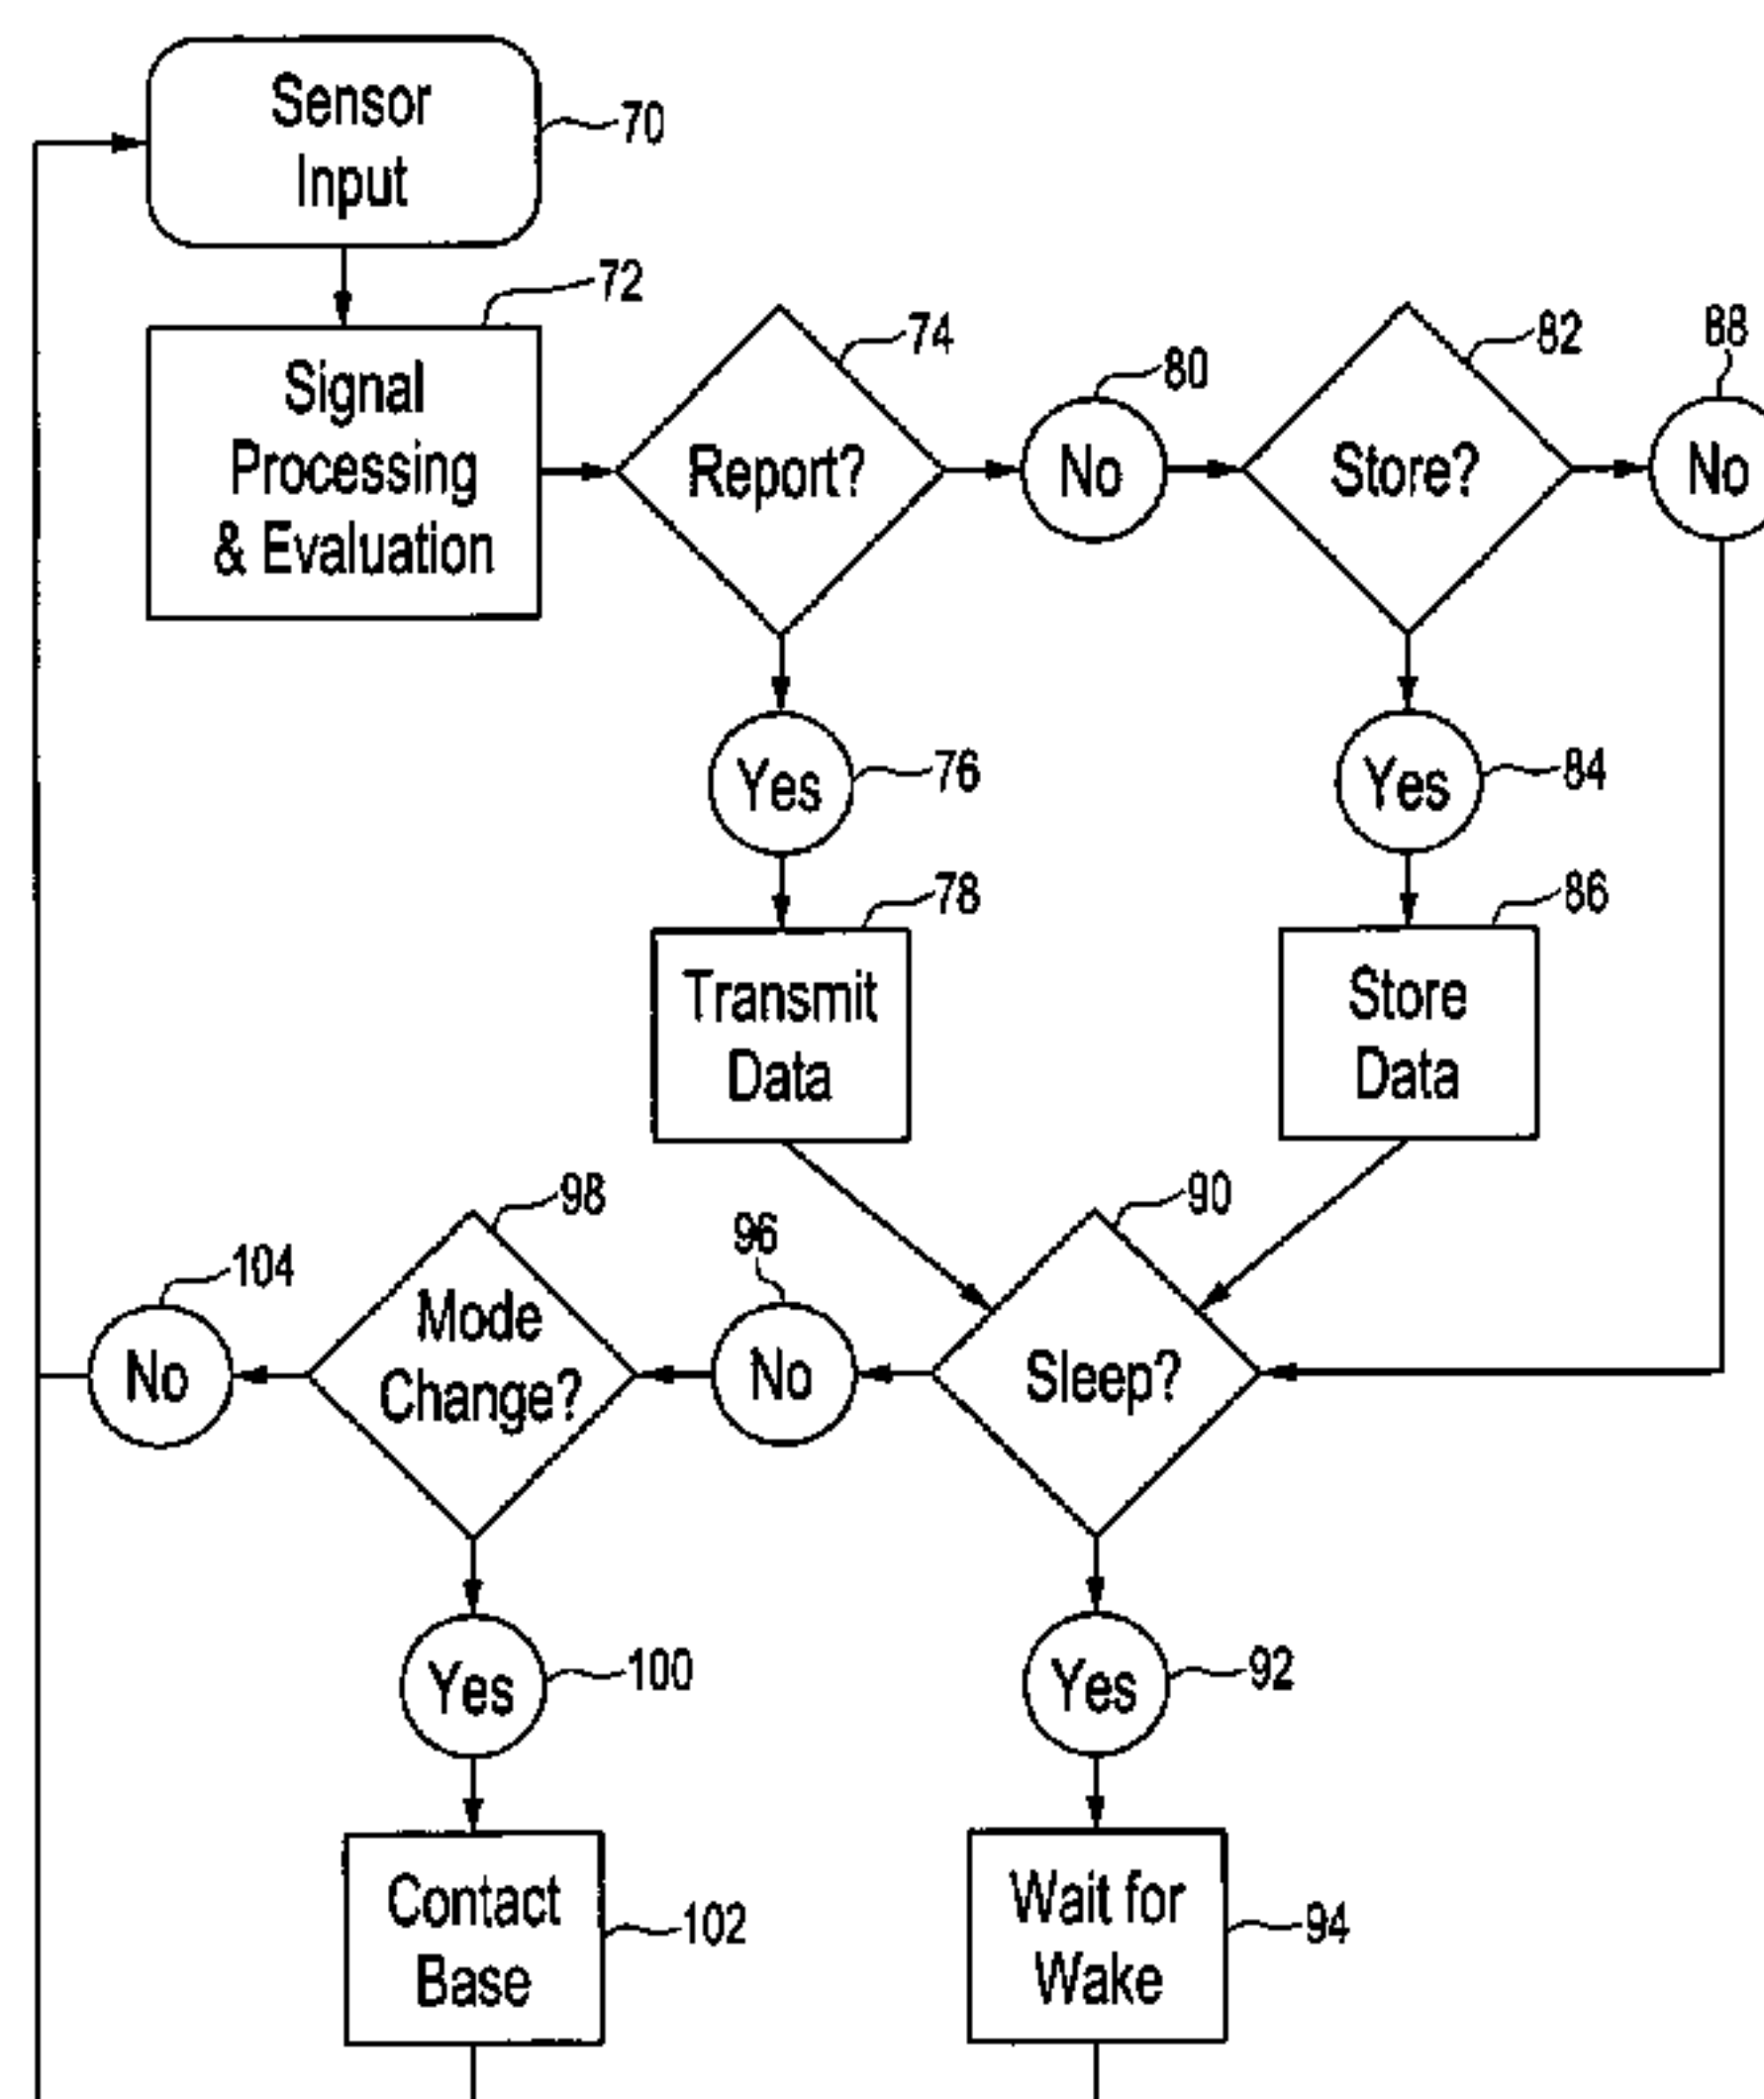 Sensor
Input
70
72
Signal
Processing
& Evaluation
74
Report?
80
No
82
Store?
88
No
Yes
76
Yes
84
78
Transmit
Data
86
Store
Data
98
Mode
Change?
104
No
96
No
90
Sleep?
Yes
100
Yes
92
Contact
Base
102
Wait for
Wake
94